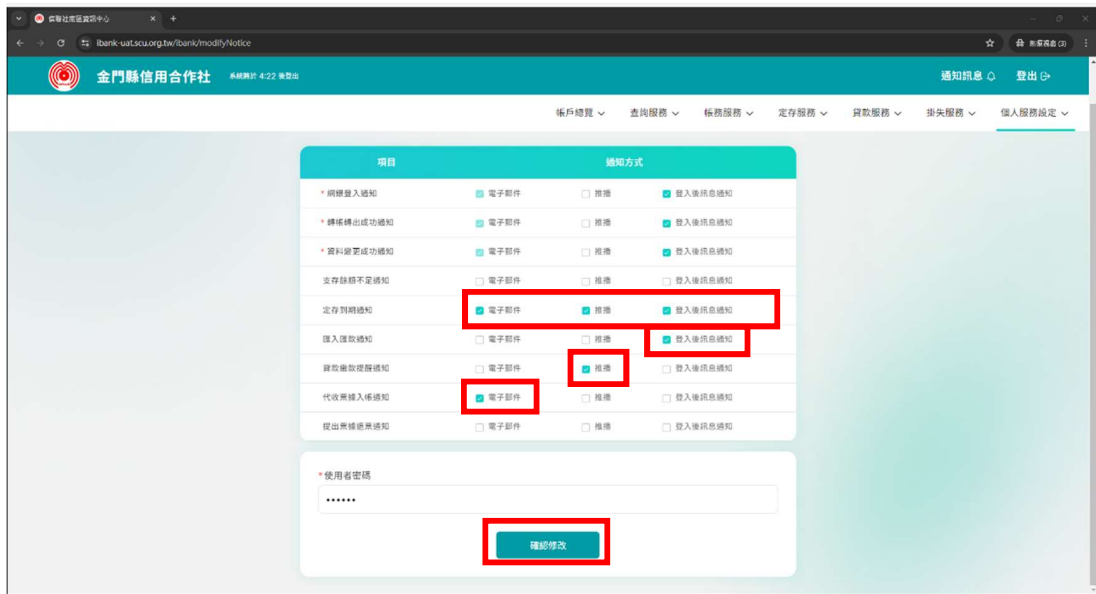 信聯社南區資訊中心
ibank-uat.scu.org.tw/ibank/modifyNotice
無痕視窗 (3)
金門縣信用合作社 系統將於 4:22 後登出 通知訊息 登出
帳戶總覽 查詢服務 帳務服務 定存服務 貸款服務 掛失服務 個人服務設定
項目 通知方式
* 網銀登入通知 電子郵件 推播 登入後訊息通知
* 轉帳轉出成功通知 電子郵件 推播 登入後訊息通知
* 資料變更成功通知 電子郵件 推播 登入後訊息通知
支存餘額不足通知 電子郵件 推播 登入後訊息通知
定存到期通知 電子郵件 推播 登入後訊息通知
匯入匯款通知 電子郵件 推播 登入後訊息通知
貸款繳款提醒通知 電子郵件 推播 登入後訊息通知
代收票據入帳通知 電子郵件 推播 登入後訊息通知
提出票據退票通知 電子郵件 推播 登入後訊息通知
* 使用者密碼
••••••
確認修改